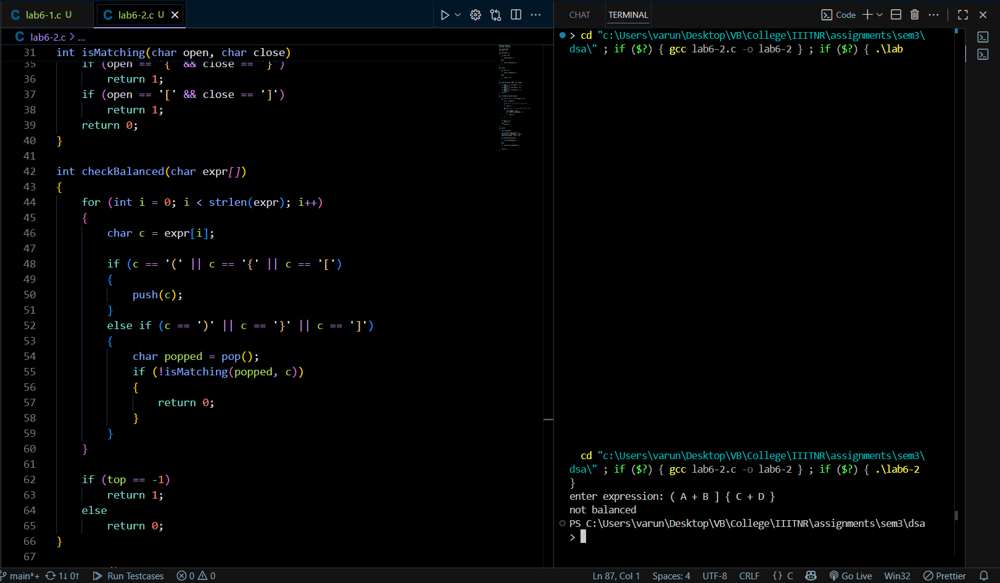 lab6-1.c U
lab6-2.c U
CHAT
TERMINAL
Code
lab6-2.c > ...
31 int isMatching(char open, char close)
35 if (open == '{' && close == '}')
36 return 1;
37 if (open == '[' && close == ']')
38 return 1;
39 return 0;
40 }
41
42 int checkBalanced(char expr[])
43 {
44 for (int i = 0; i < strlen(expr); i++)
45 {
46 char c = expr[i];
47
48 if (c == '(' || c == '{' || c == '[')
49 {
50 push(c);
51 }
52 else if (c == ')' || c == '}' || c == ']')
53 {
54 char popped = pop();
55 if (!isMatching(popped, c))
56 {
57 return 0;
58 }
59 }
60 }
61
62 if (top == -1)
63 return 1;
64 else
65 return 0;
66 }
67
> cd "c:\Users\varun\Desktop\VB\College\IIITNR\assignments\sem3\
dsa\" ; if ($?) { gcc lab6-2.c -o lab6-2 } ; if ($?) { .\lab
cd "c:\Users\varun\Desktop\VB\College\IIITNR\assignments\sem3\
dsa\" ; if ($?) { gcc lab6-2.c -o lab6-2 } ; if ($?) { .\lab6-2
}
enter expression: ( A + B ] { C + D }
not balanced
PS C:\Users\varun\Desktop\VB\College\IIITNR\assignments\sem3\dsa
>
main*+ 1↓ 0↑ Run Testcases 0 0 Ln 87, Col 1 Spaces: 4 UTF-8 CRLF {} C Go Live Win32 Prettier